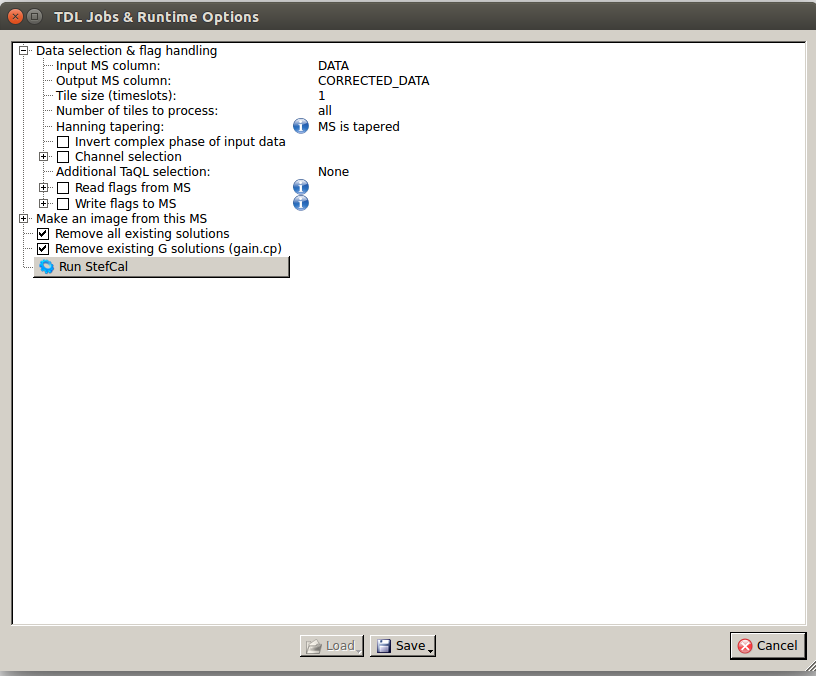 TDL Jobs & Runtime Options
Data selection & flag handling
Input MS column: DATA
Output MS column: CORRECTED_DATA
Tile size (timeslots): 1
Number of tiles to process: all
Hanning tapering: MS is tapered
Invert complex phase of input data
Channel selection
Additional TaQL selection: None
Read flags from MS
Write flags to MS
Make an image from this MS
Remove all existing solutions
Remove existing G solutions (gain.cp)
Run StefCal
Load Save Cancel